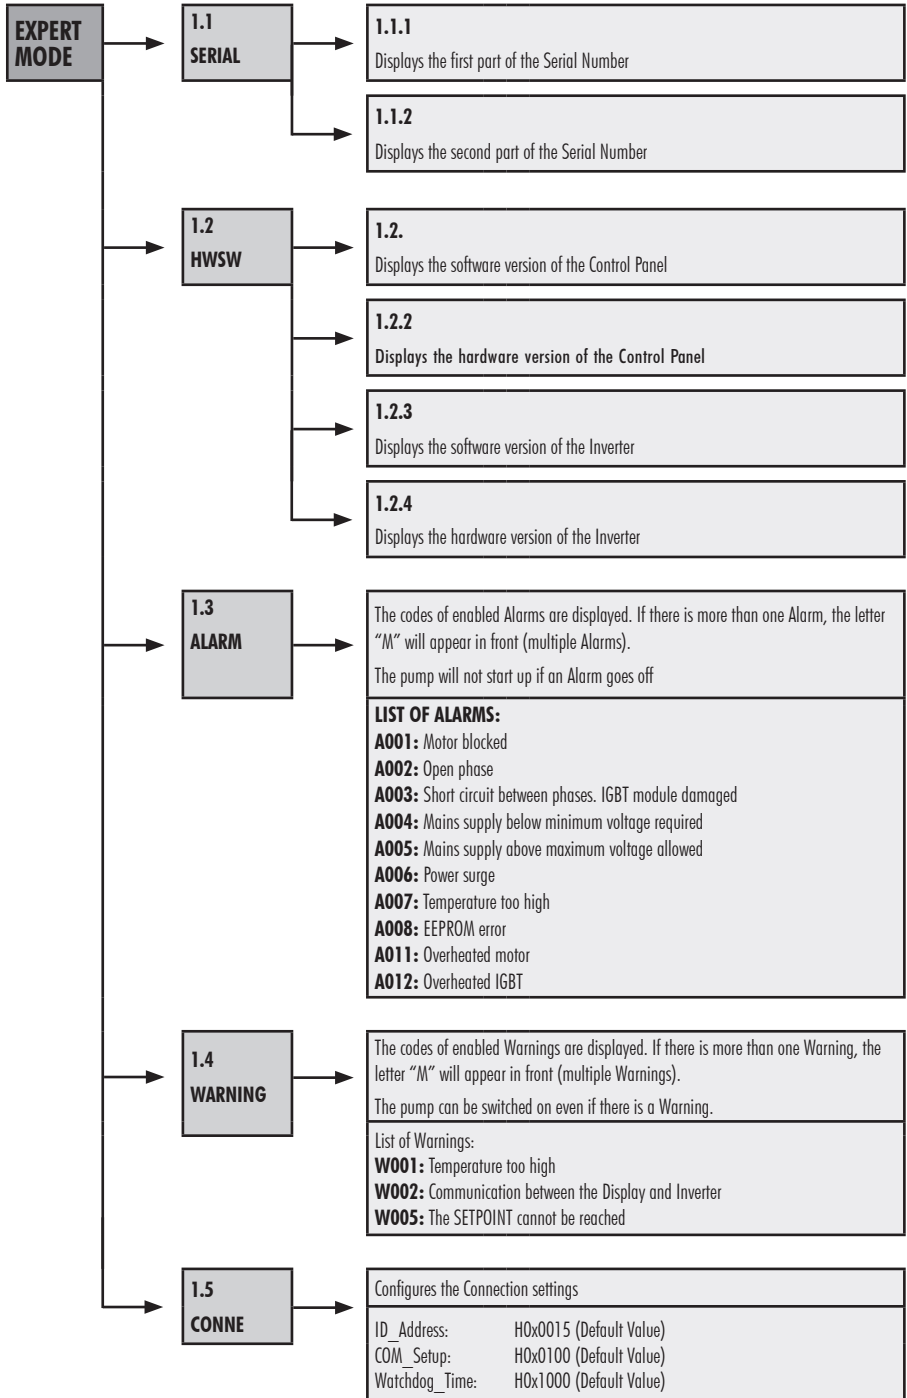 EXPERT
MODE
1.1
SERIAL
1.1.1
Displays the first part of the Serial Number
1.1.2
Displays the second part of the Serial Number
1.2
HWSW
1.2.
Displays the software version of the Control Panel
1.2.2
Displays the hardware version of the Control Panel
1.2.3
Displays the software version of the Inverter
1.2.4
Displays the hardware version of the Inverter
1.3
ALARM
The codes of enabled Alarms are displayed. If there is more than one Alarm, the letter
“M” will appear in front (multiple Alarms).
The pump will not start up if an Alarm goes off
LIST OF ALARMS:
A001: Motor blocked
A002: Open phase
A003: Short circuit between phases. IGBT module damaged
A004: Mains supply below minimum voltage required
A005: Mains supply above maximum voltage allowed
A006: Power surge
A007: Temperature too high
A008: EEPROM error
A011: Overheated motor
A012: Overheated IGBT
1.4
WARNING
The codes of enabled Warnings are displayed. If there is more than one Warning, the
letter “M” will appear in front (multiple Warnings).
The pump can be switched on even if there is a Warning.
List of Warnings:
W001: Temperature too high
W002: Communication between the Display and Inverter
W005: The SETPOINT cannot be reached
1.5
CONNE
Configures the Connection settings
ID_Address: H0x0015 (Default Value)
COM_Setup: H0x0100 (Default Value)
Watchdog_Time: H0x1000 (Default Value)